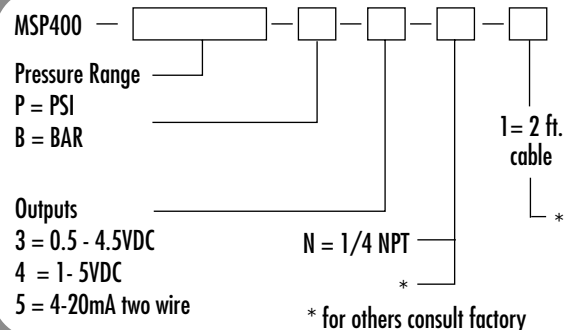 MSP400 — — — — —
Pressure Range
P = PSI
B = BAR
1= 2 ft.
cable
*
Outputs
3 = 0.5 - 4.5VDC
4 = 1- 5VDC
5 = 4-20mA two wire
N = 1/4 NPT
*
* for others consult factory